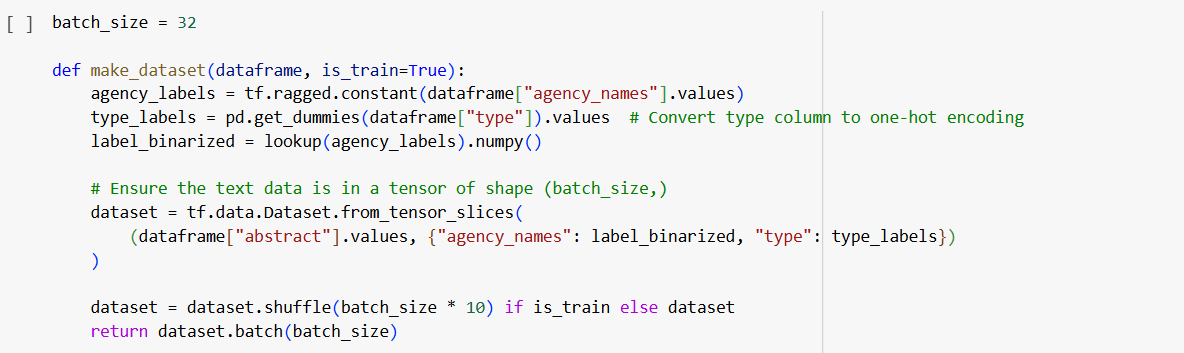 [ ] batch_size = 32
def make_dataset(dataframe, is_train=True):
agency_labels = tf.ragged.constant(dataframe["agency_names"].values)
type_labels = pd.get_dummies(dataframe["type"]).values  # Convert type column to one-hot encoding
label_binarized = lookup(agency_labels).numpy()
# Ensure the text data is in a tensor of shape (batch_size,)
dataset = tf.data.Dataset.from_tensor_slices(
(dataframe["abstract"].values, {"agency_names": label_binarized, "type": type_labels})
)
dataset = dataset.shuffle(batch_size * 10) if is_train else dataset
return dataset.batch(batch_size)